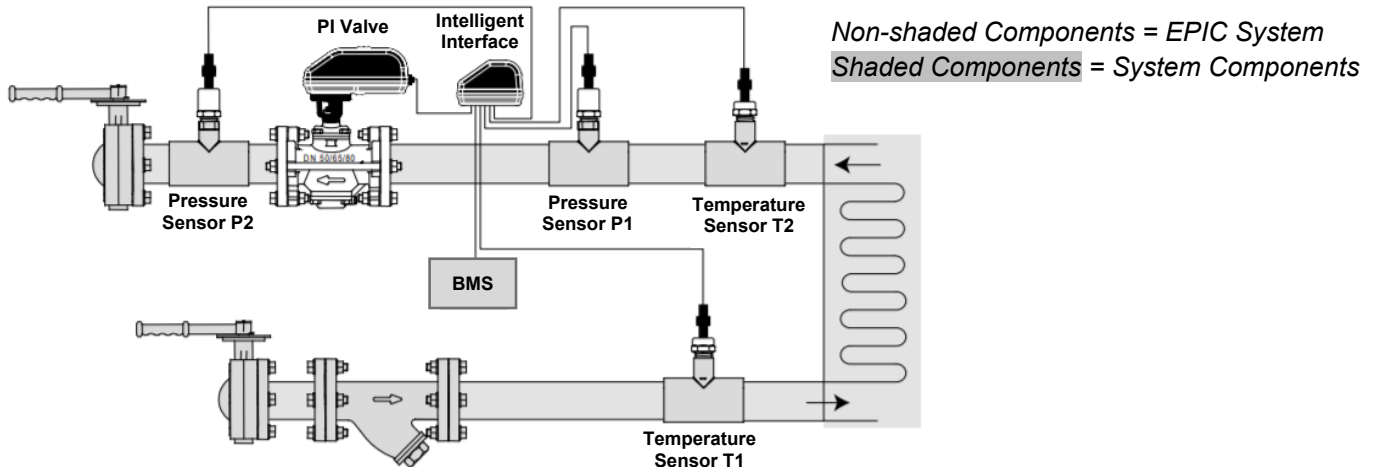 PI Valve
Intelligent
Interface
Non-shaded Components = EPIC System
Shaded Components = System Components
DN 50/65/80
Pressure
Sensor P2
Pressure
Sensor P1
Temperature
Sensor T2
BMS
Temperature
Sensor T1